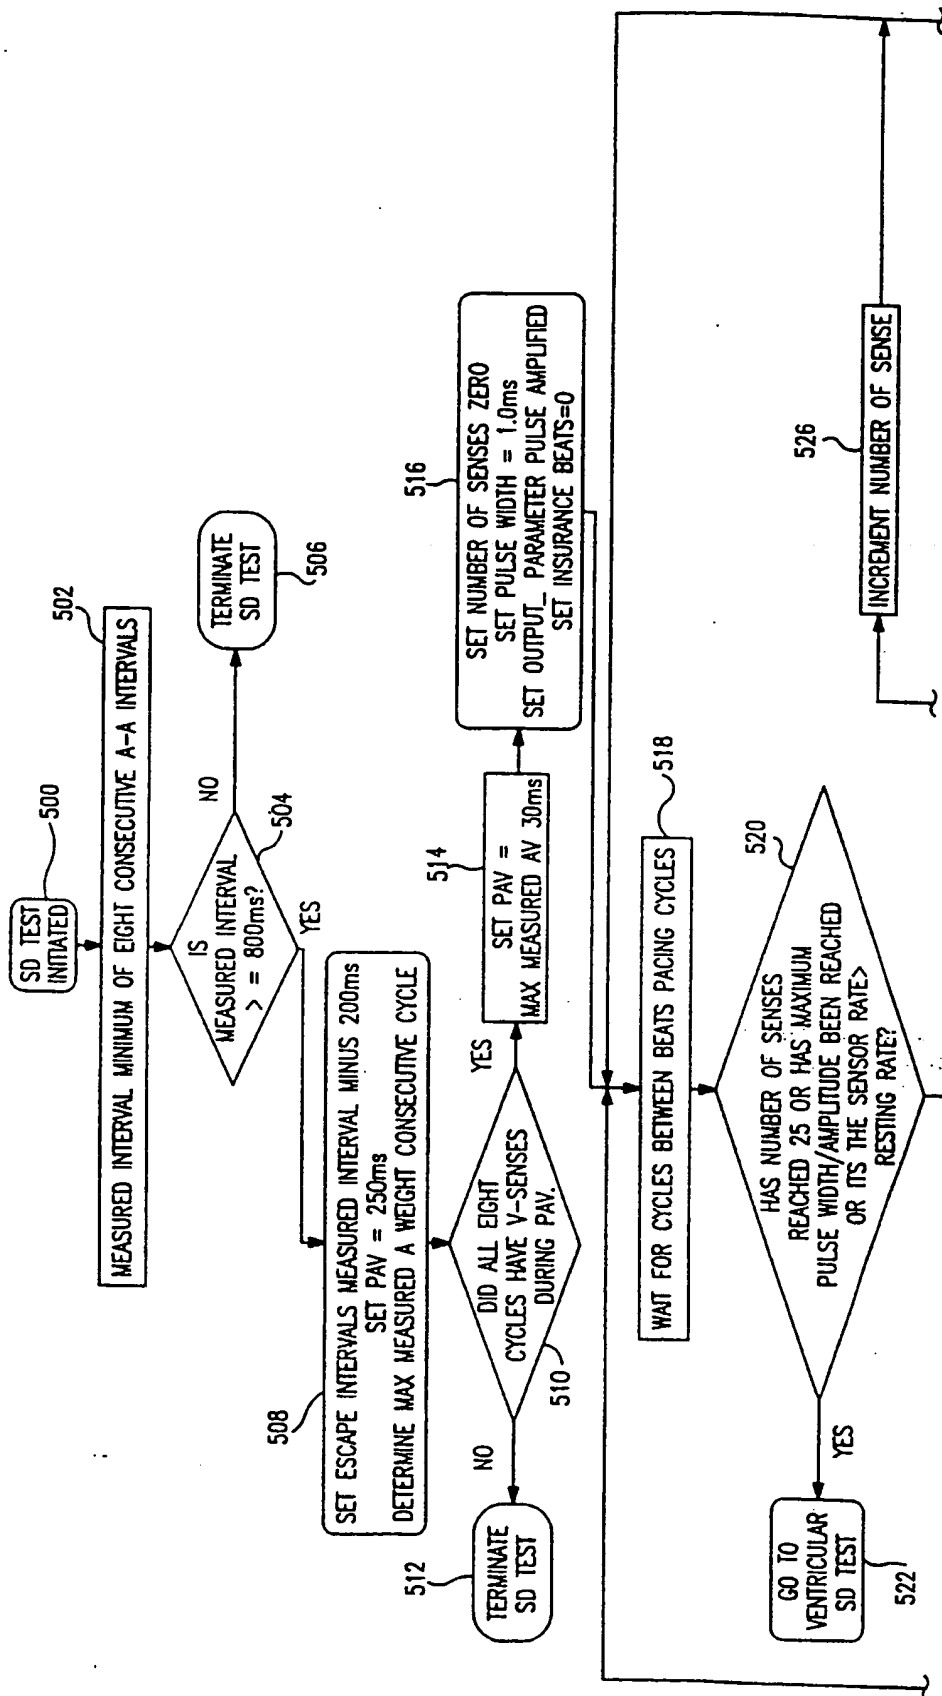 SD TEST
INITIATED
500
MEASURED INTERVAL MINIMUM OF EIGHT CONSECUTIVE A-A INTERVALS
502
IS
MEASURED INTERVAL
> = 800ms?
504
NO
TERMINATE
SD TEST
506
YES
SET ESCAPE INTERVALS MEASURED INTERVAL MINUS 200ms
SET PAV = 250ms
DETERMINE MAX MEASURED A WEIGHT CONSECUTIVE CYCLE
508
DID ALL EIGHT
CYCLES HAVE V-SENSES
DURING PAV.
510
NO
TERMINATE
SD TEST
512
YES
SET PAV =
MAX MEASURED AV 30ms
514
SET NUMBER OF SENSES ZERO
SET PULSE WIDTH = 1.0ms
SET OUTPUT_ PARAMETER PULSE AMPLIFIED
SET INSURANCE BEATS=0
516
WAIT FOR CYCLES BETWEEN BEATS PACING CYCLES
518
HAS NUMBER OF SENSES
REACHED 25 OR HAS MAXIMUM
PULSE WIDTH/AMPLITUDE BEEN REACHED
OR ITS THE SENSOR RATE>
RESTING RATE?
520
YES
GO TO
VENTRICULAR
SD TEST
522
INCREMENT NUMBER OF SENSE
526